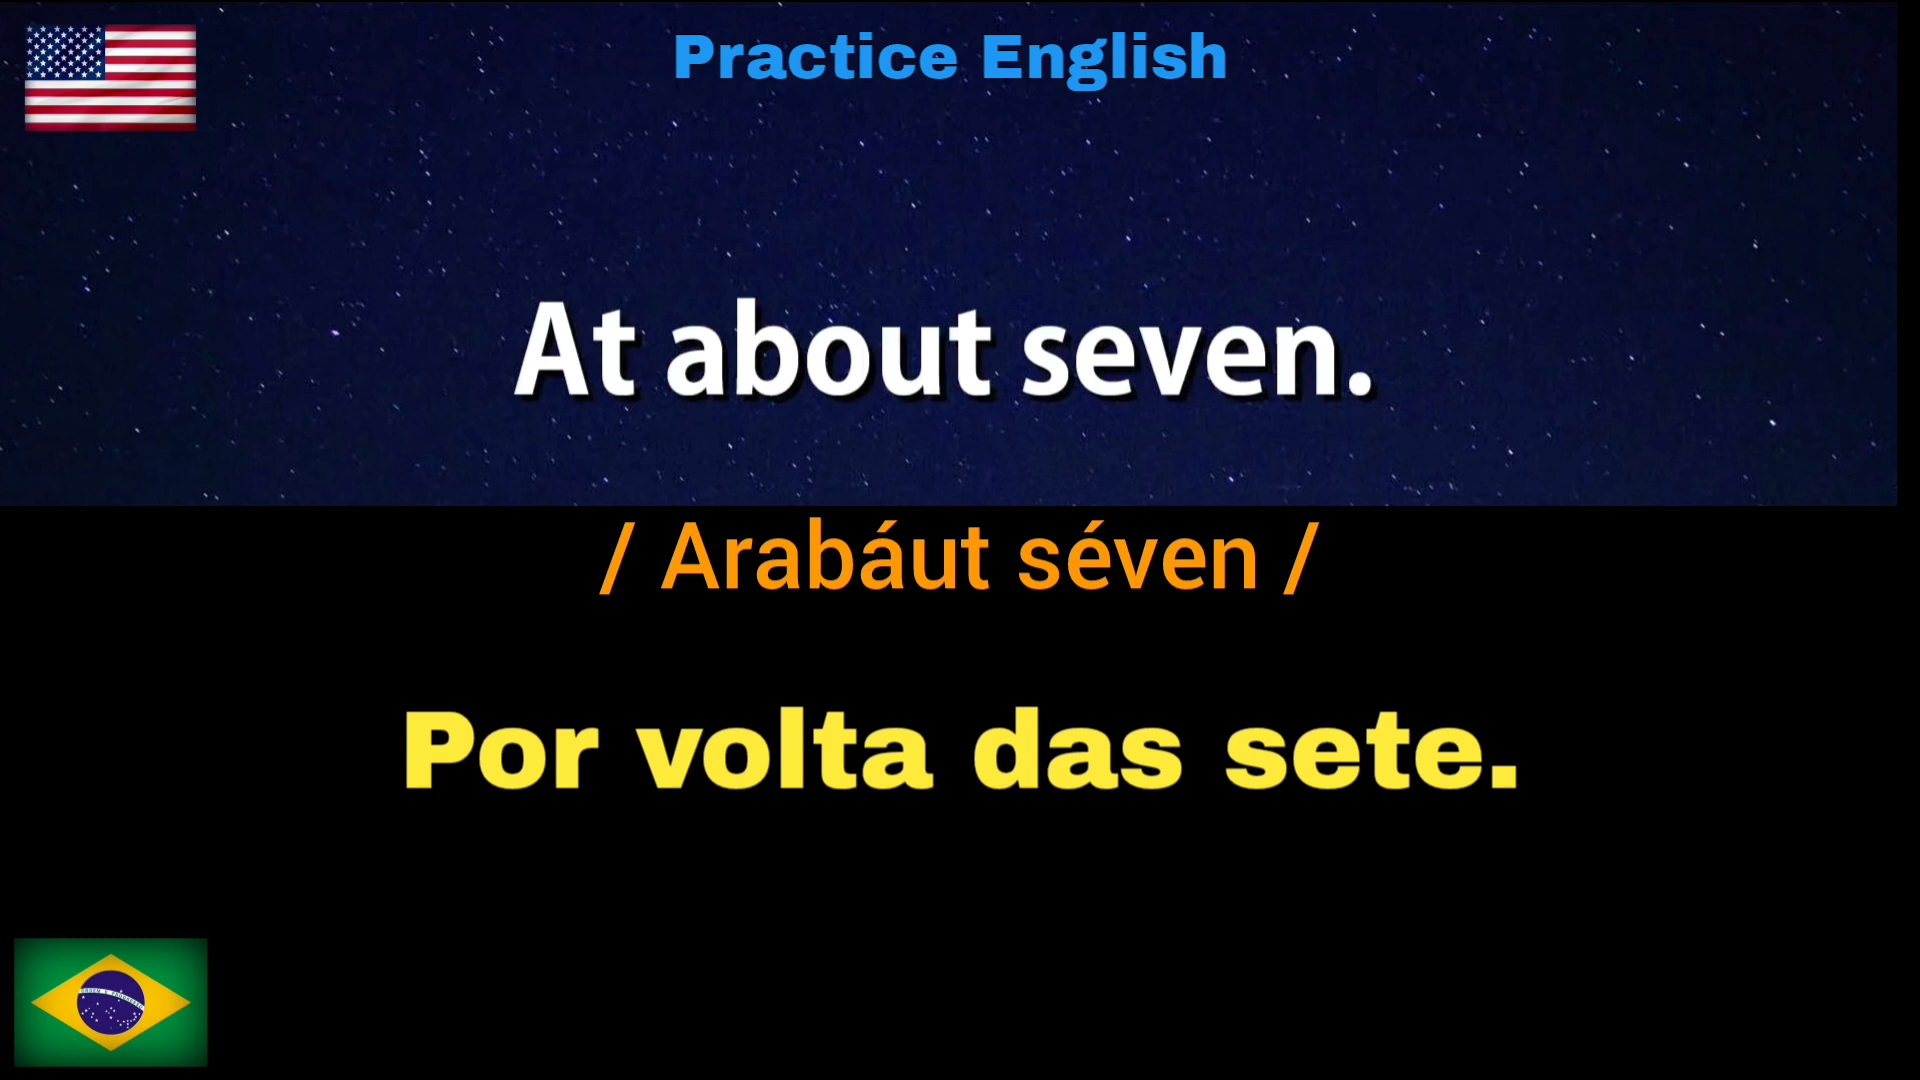 Practice English
At about seven.
/ Arabáut séven /
Por volta das sete.